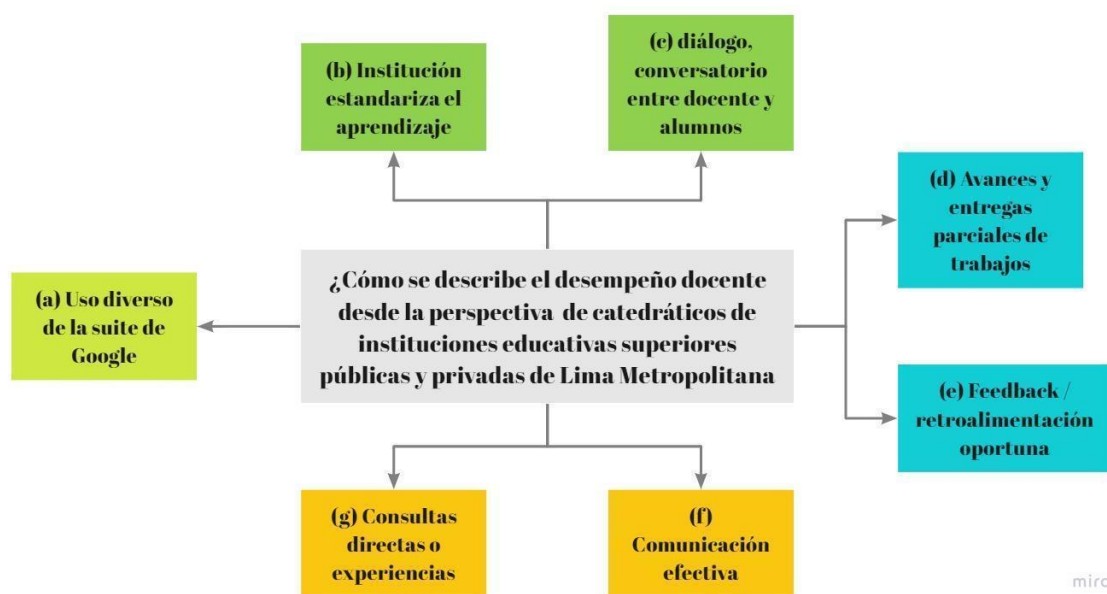 (b) Institución
estandariza el
aprendizaje
(c) diálogo,
conversatorio
entre docente y
alumnos
(d) Avances y
entregas
parciales de
trabajos
¿Cómo se describe el desempeño docente
desde la perspectiva de catedráticos de
instituciones educativas superiores
públicas y privadas de Lima Metropolitana
(a) Uso diverso
de la suite de
Google
(e) Feedback /
retroalimentación
oportuna
(g) Consultas
directas o
experiencias
(f)
Comunicación
efectiva